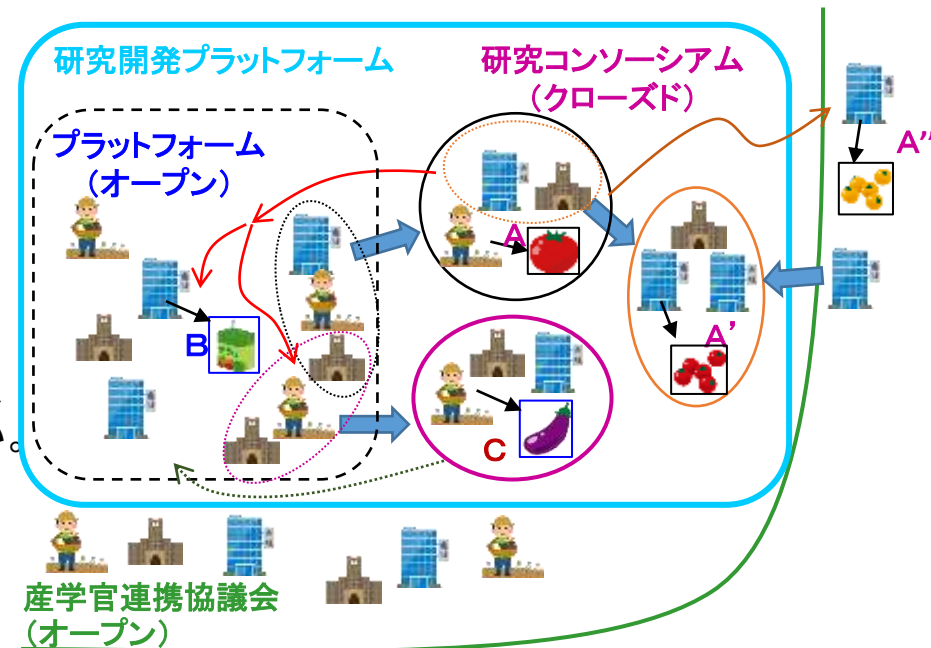 研究開発プラットフォーム
研究コンソーシアム
（クローズド）
プラットフォーム
（オープン）
A"
A
B
A'
C
。
産学官連携協議会
（オープン）